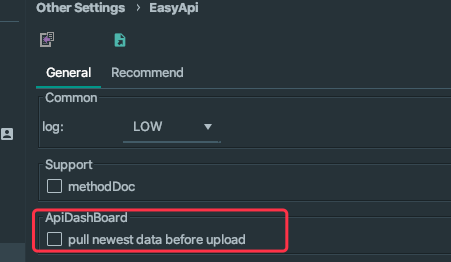 Other Settings › EasyApi
General Recommend
Common
log: LOW
Support
methodDoc
ApiDashBoard
pull newest data before upload